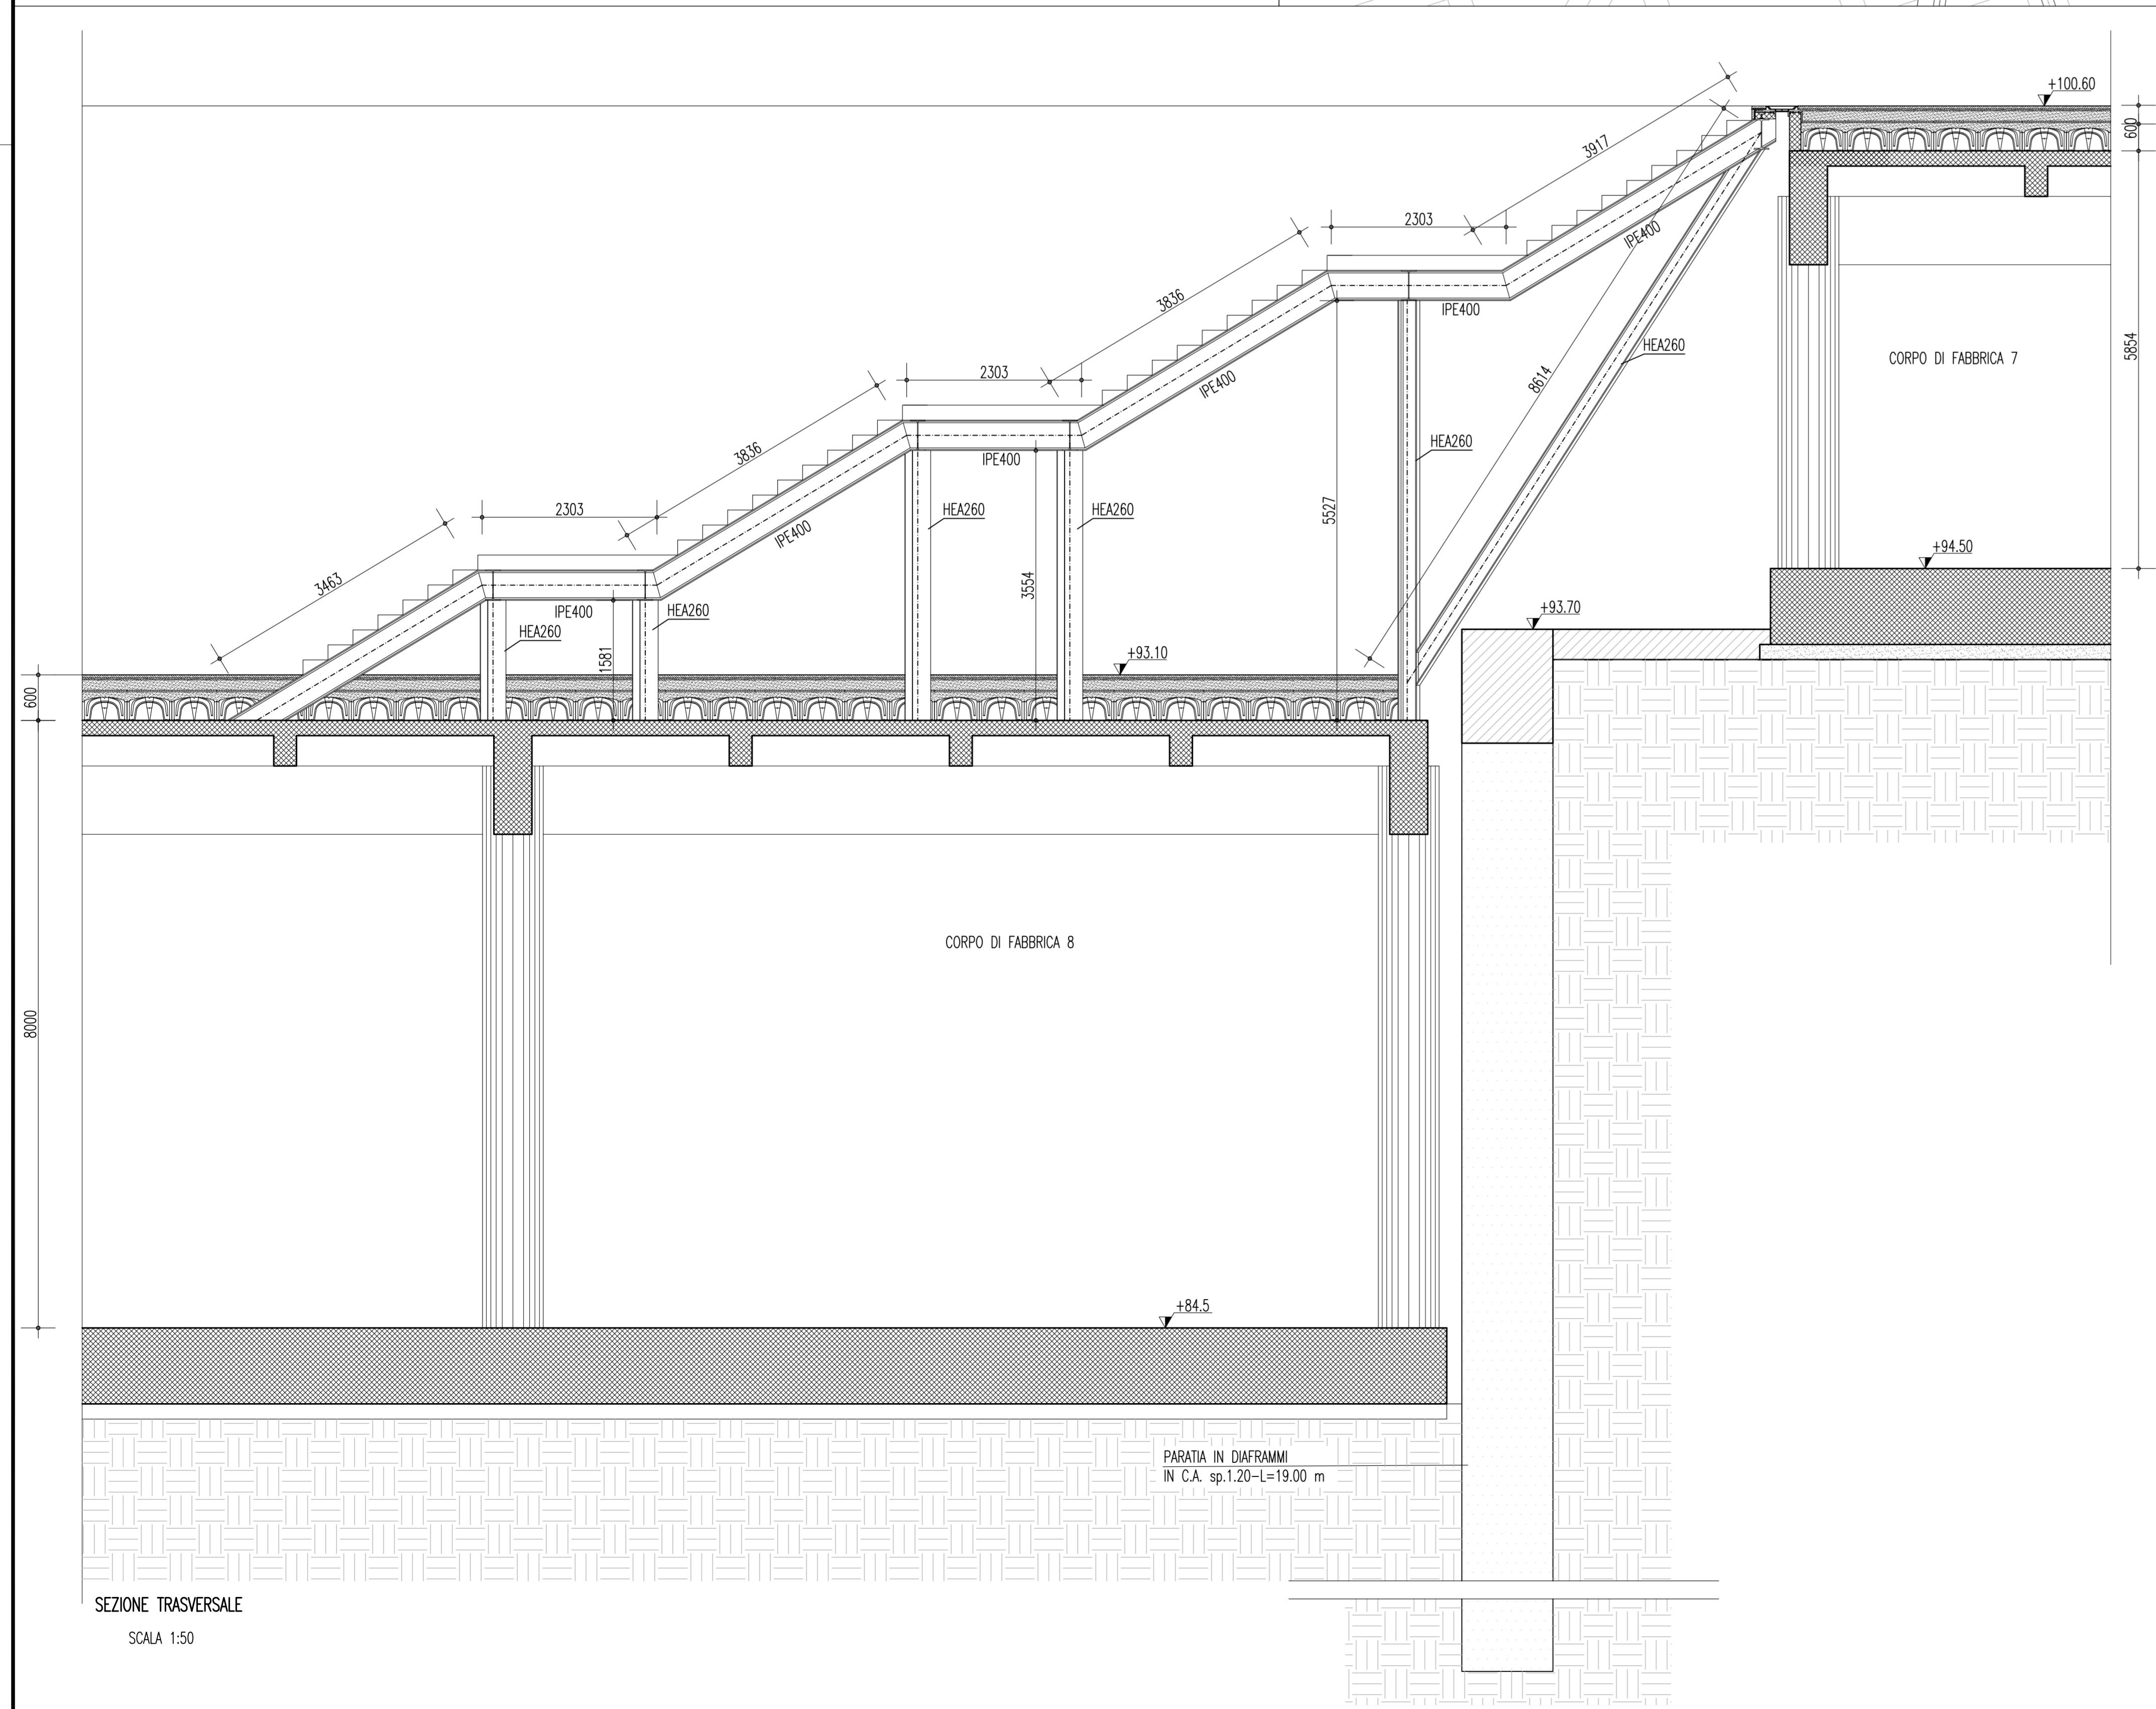 +100.60
600
3917
2303
IPE400
3836
IPE400
HEA260
5854
CORPO DI FABBRICA 7
8614
2303
IPE400
3836
HEA260
IPE400
HEA260
HEA260
5527
2303
IPE400
+94.50
3463
3554
IPE400
HEA260
+93.70
HEA260
1581
+93.10
600
CORPO DI FABBRICA 8
8000
+84.5
PARATIA IN DIAFRAMMI
IN C.A. sp.1.20-L=19.00 m
SEZIONE TRASVERSALE
SCALA 1:50